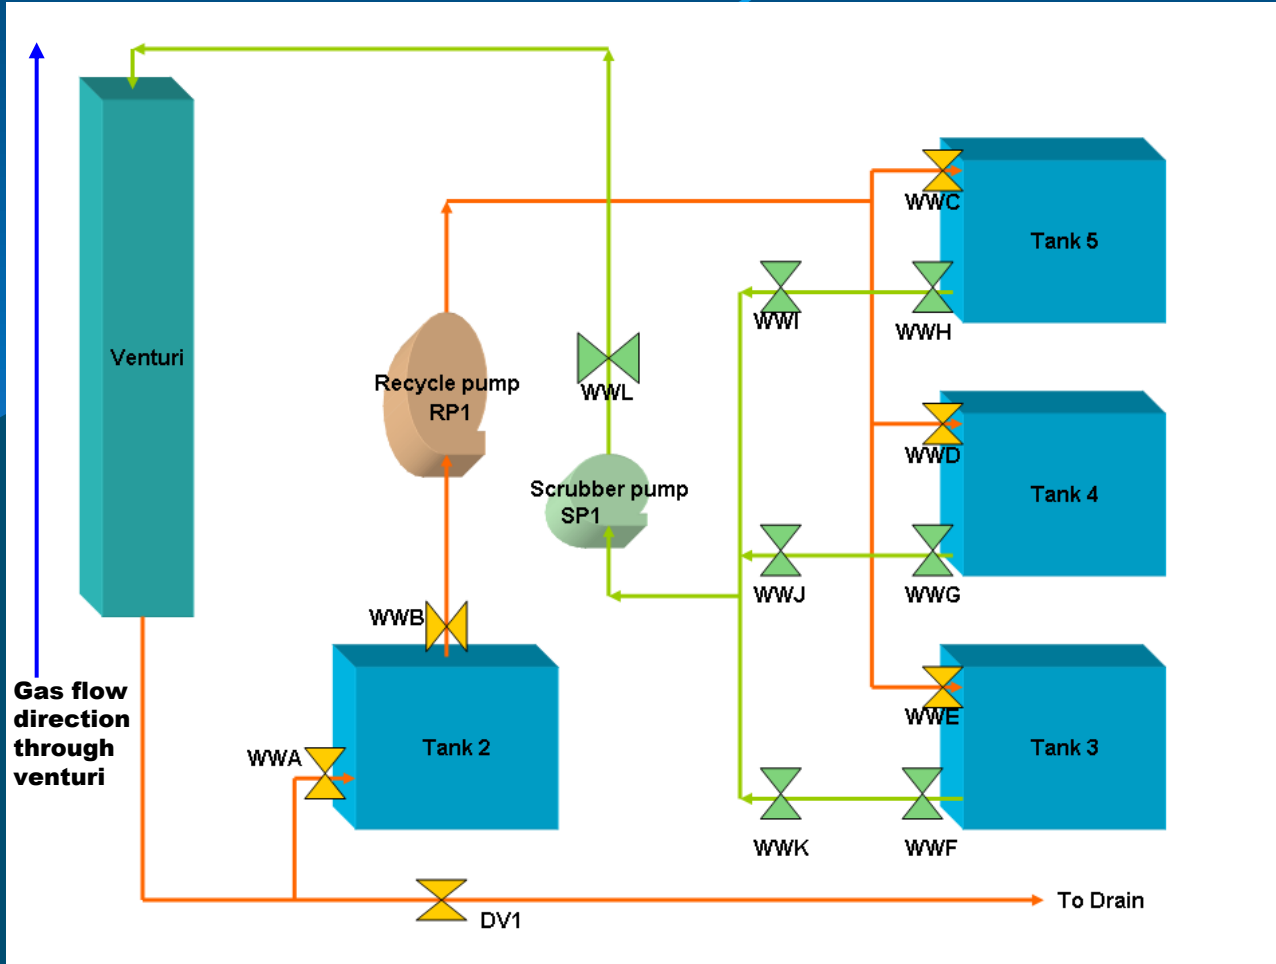 WWC
Tank 5
WWI
WWH
Venturi
Recycle pump
RP1
WWL
WWD
Tank 4
Scrubber pump
SP1
WWJ
WWG
WWB
Gas flow
direction
through
venturi
WWA
Tank 2
WWE
Tank 3
WWK
WWF
DV1
To Drain